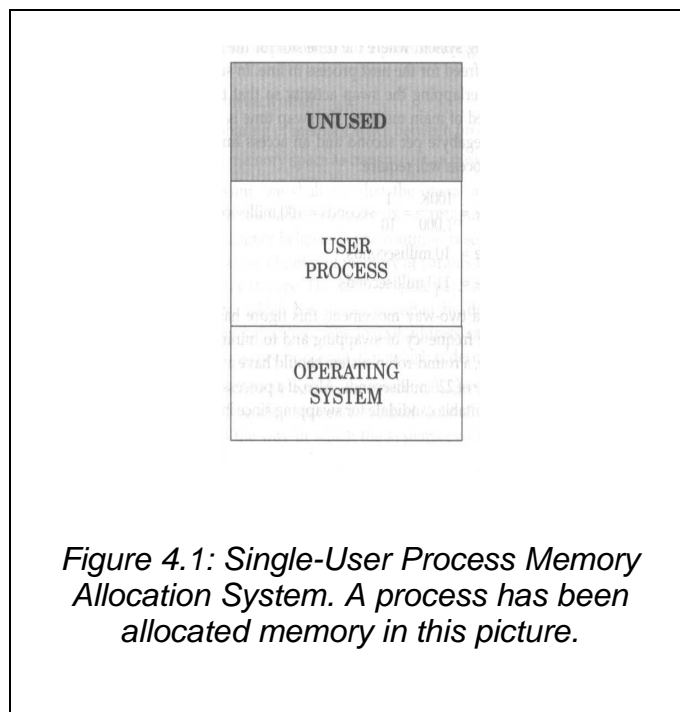 UNUSED
USER
PROCESS
OPERATING
SYSTEM
Figure 4.1: Single-User Process Memory
Allocation System. A process has been
allocated memory in this picture.